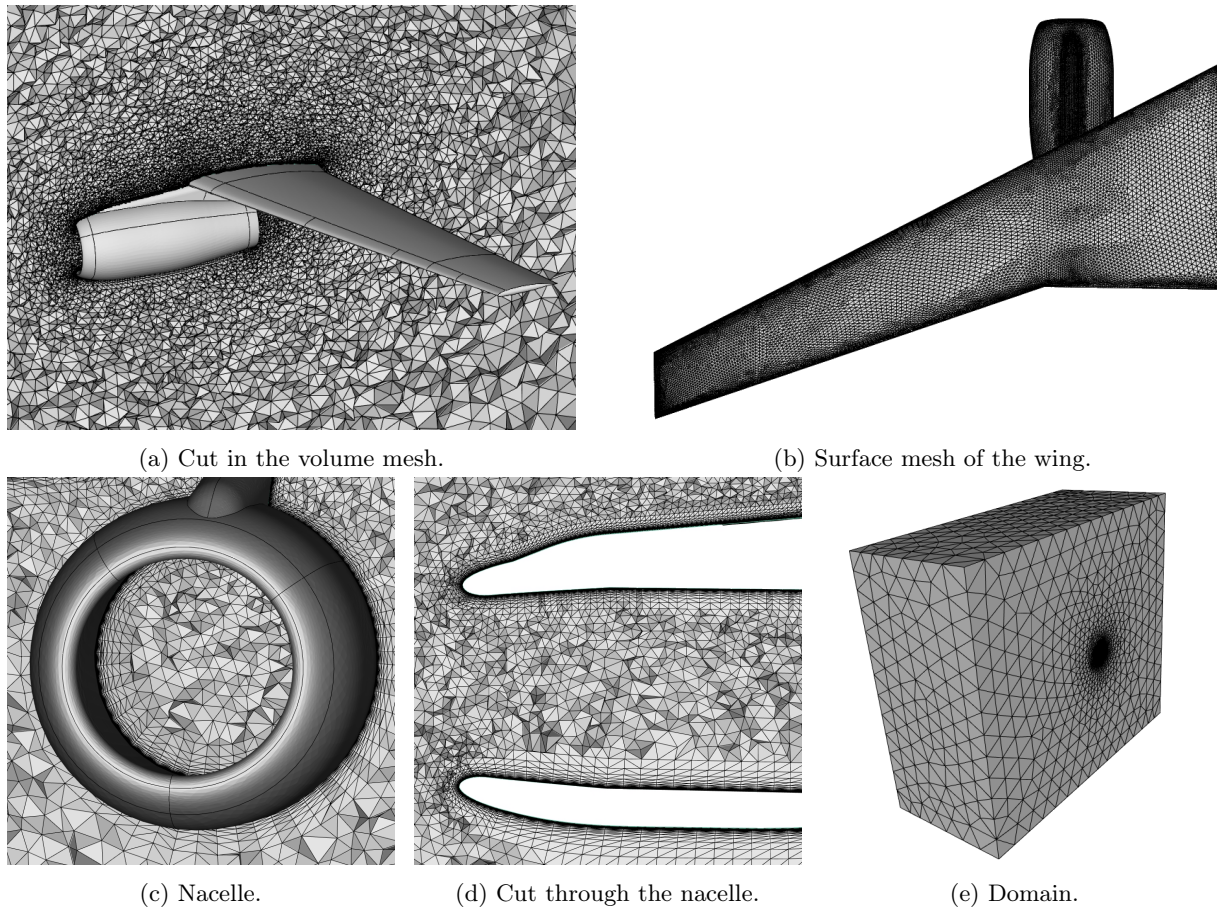 (a) Cut in the volume mesh.
(b) Surface mesh of the wing.
(c) Nacelle.
(d) Cut through the nacelle.
(e) Domain.